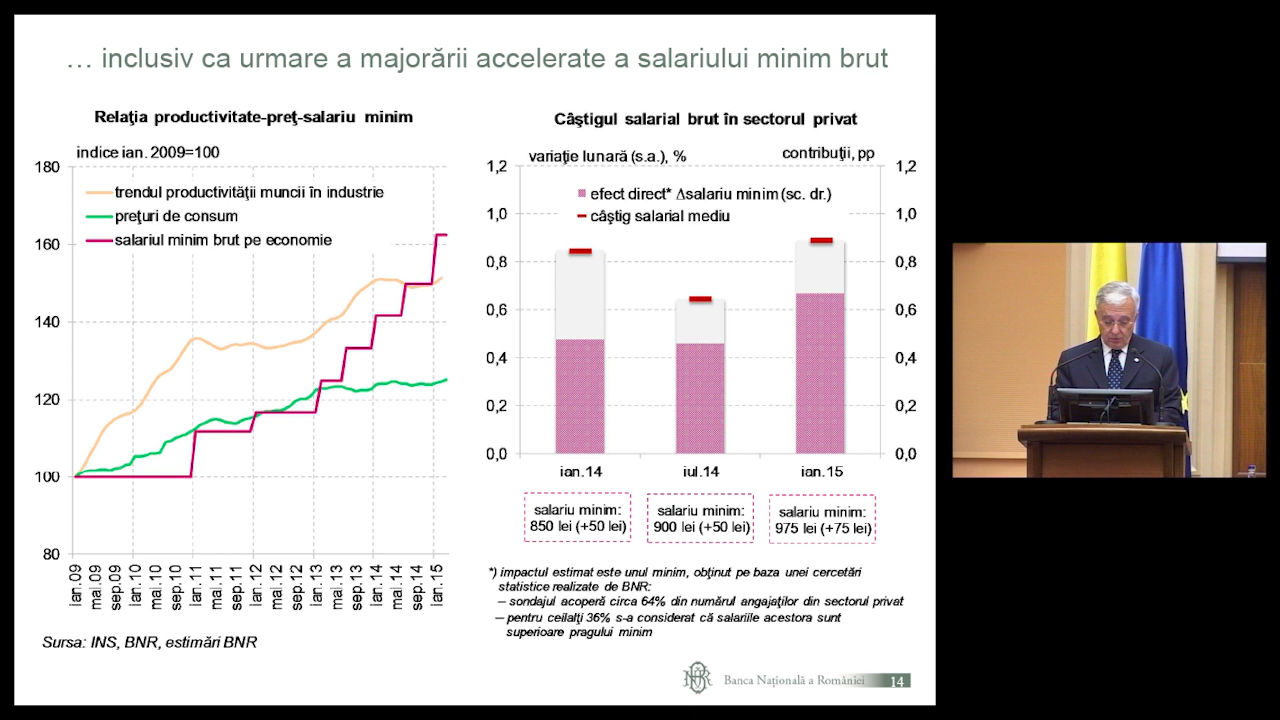 … inclusiv ca urmare a majorării accelerate a salariului minim brut
Relaţia productivitate-preţ-salariu minim
indice ian. 2009=100
180
160
140
120
100
80
trendul productivităţii muncii în industrie
preţuri de consum
salariul minim brut pe economie
ian.09
mai.09
sep.09
ian.10
mai.10
sep.10
ian.11
mai.11
sep.11
ian.12
mai.12
sep.12
ian.13
mai.13
sep.13
ian.14
mai.14
sep.14
ian.15
Sursa: INS, BNR, estimări BNR
Câştigul salarial brut în sectorul privat
variaţie lunară (s.a.), %
contribuţii, pp
1,2
1,0
0,8
0,6
0,4
0,2
0,0
1,2
1,0
0,8
0,6
0,4
0,2
0,0
efect direct* Δsalariu minim (sc. dr.)
câştig salarial mediu
ian.14
iul.14
ian.15
salariu minim:
850 lei (+50 lei)
salariu minim:
900 lei (+50 lei)
salariu minim:
975 lei (+75 lei)
*) impactul estimat este unul minim, obţinut pe baza unei cercetări
statistice realizate de BNR:
– sondajul acoperă circa 64% din numărul angajaţilor din sectorul privat
– pentru ceilalţi 36% s-a considerat că salariile acestora sunt
superioare pragului minim
Banca Naţională a României
14